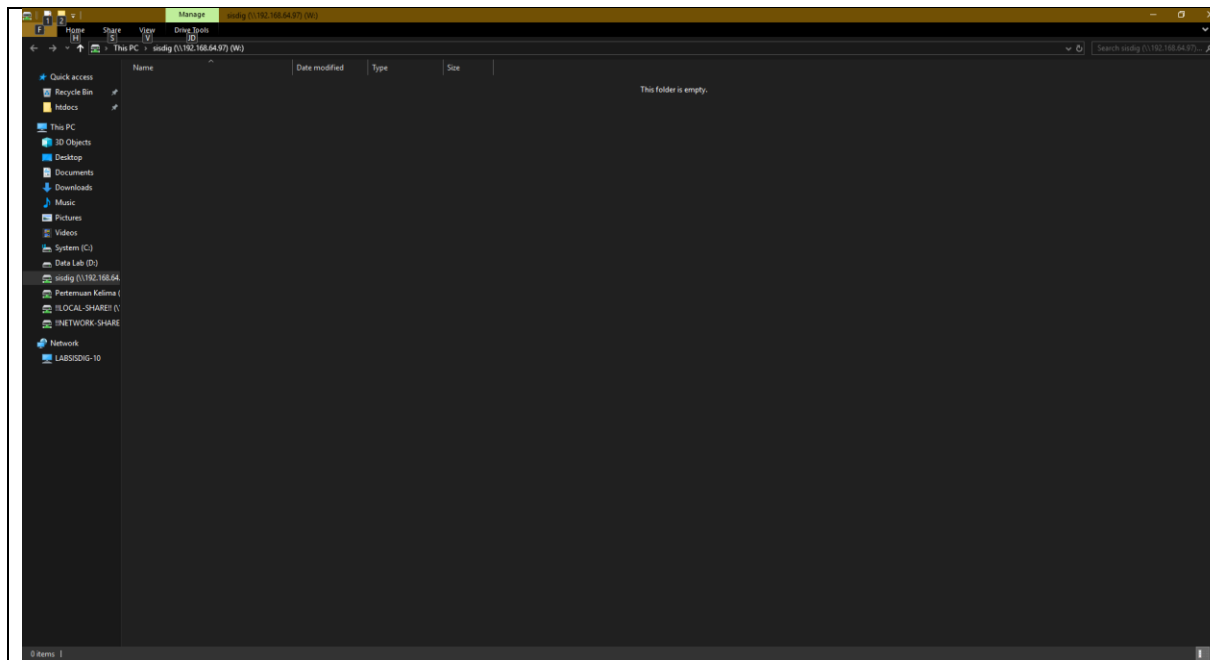 1 2 Manage sisdig (\\192.168.64.97) (W:)
F Home Share View Drive Tools
H S V JD
This PC › sisdig (\\192.168.64.97) (W:) Search sisdig (\\192.168.64.97)...
Name Date modified Type Size
This folder is empty.
Quick access
Recycle Bin
htdocs
This PC
3D Objects
Desktop
Documents
Downloads
Music
Pictures
Videos
System (C:)
Data Lab (D:)
sisdig (\\192.168.64.
Pertemuan Kelima (
!!LOCAL-SHARE!! (\
!!NETWORK-SHARE
Network
LABSISDIG-10
0 items